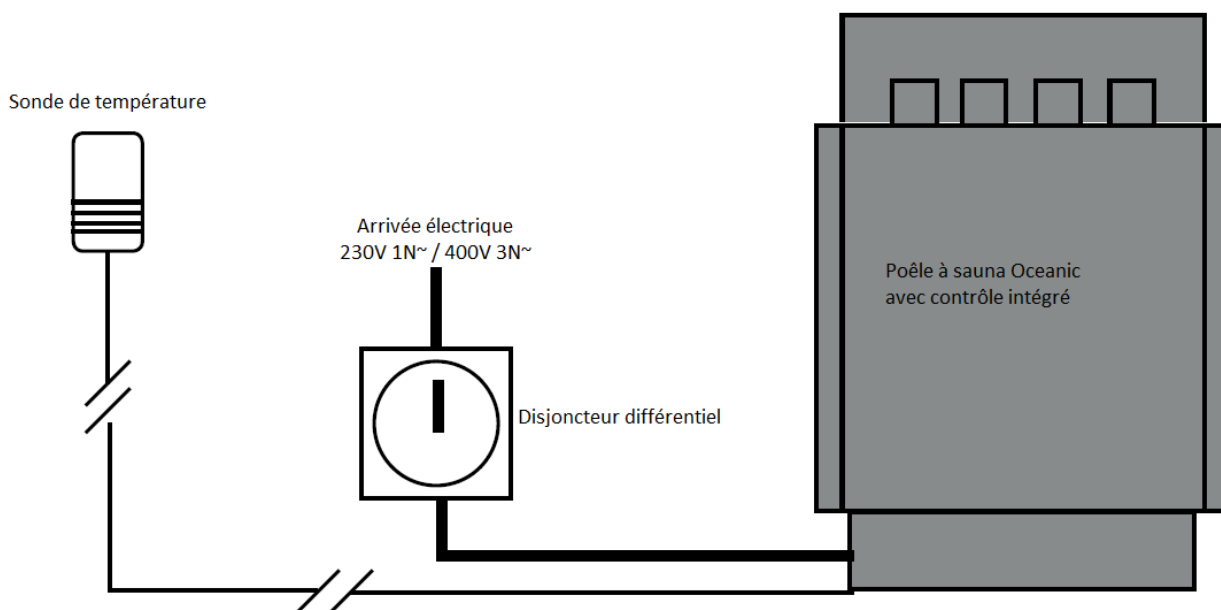 Sonde de température
Arrivée électrique
230V 1N~ / 400V 3N~
Poêle à sauna Oceanic
avec contrôle intégré
Disjoncteur différentiel